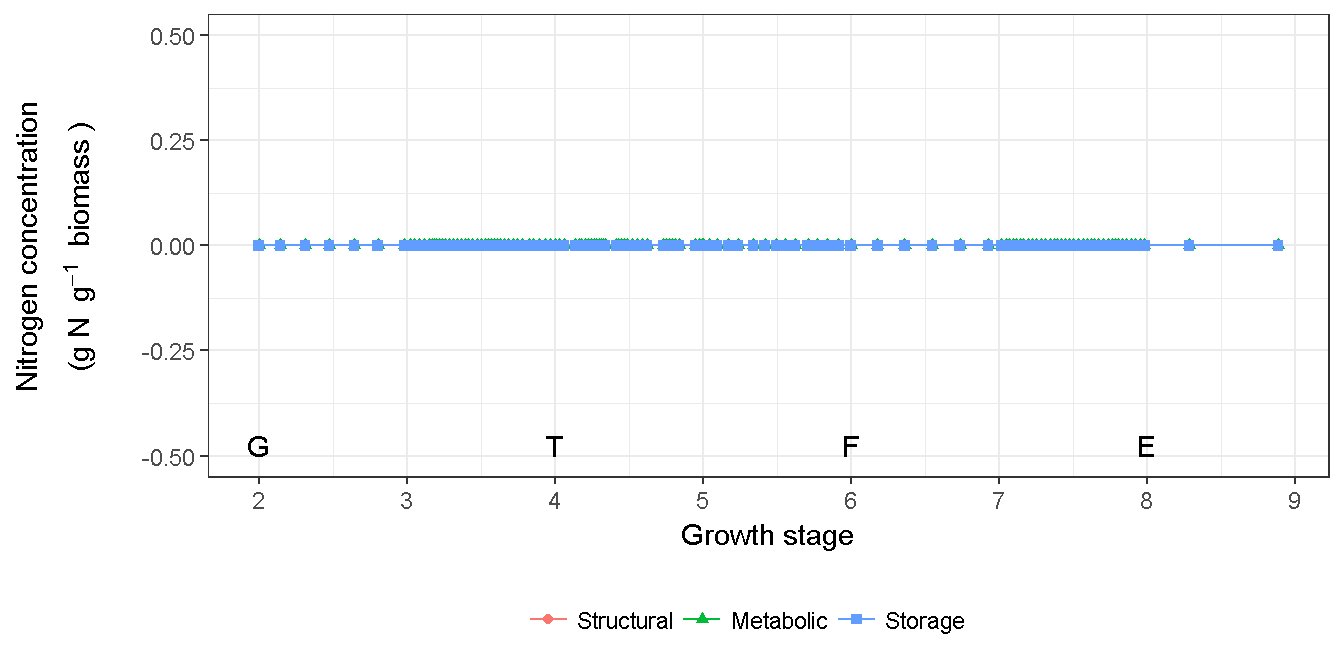 Nitrogen concentration
(g N g⁻¹ biomass )
0.50
0.25
0.00
-0.25
-0.50
G T F E
2 3 4 5 6 7 8 9
Growth stage
Structural Metabolic Storage